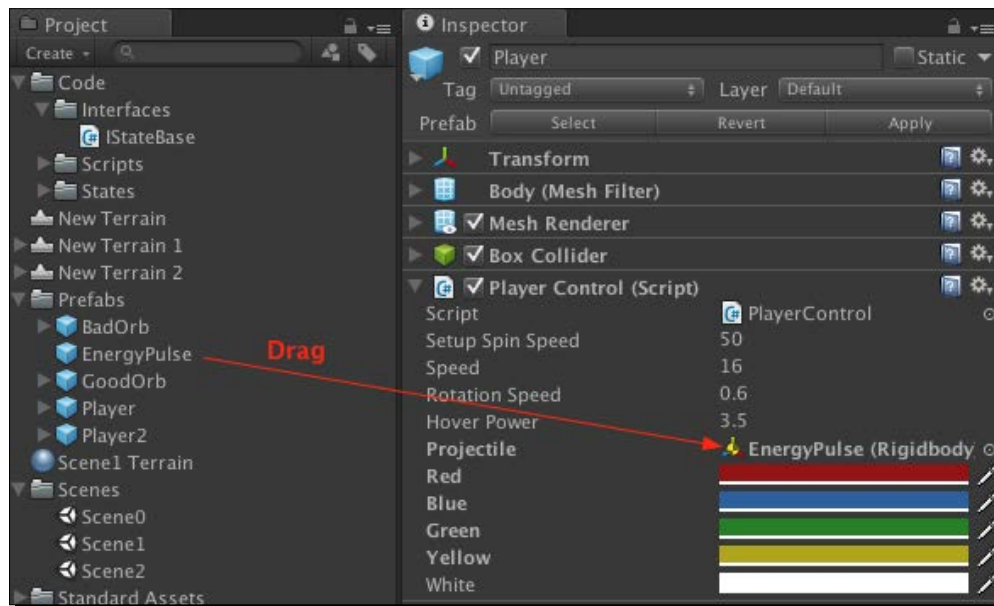 Project
Create
Code
Interfaces
IStateBase
Scripts
States
New Terrain
New Terrain 1
New Terrain 2
Prefabs
BadOrb
EnergyPulse
GoodOrb
Player
Player2
Scene1 Terrain
Scenes
Scene0
Scene1
Scene2
Standard Assets
Drag
Inspector
Player Static
Tag Untagged Layer Default
Prefab Select Revert Apply
Transform
Body (Mesh Filter)
Mesh Renderer
Box Collider
Player Control (Script)
Script PlayerControl
Setup Spin Speed 50
Speed 16
Rotation Speed 0.6
Hover Power 3.5
Projectile EnergyPulse (Rigidbody
Red
Blue
Green
Yellow
White